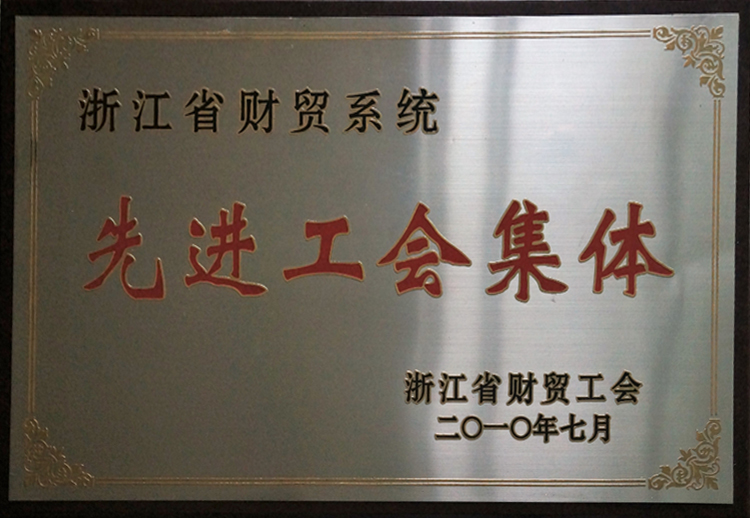 浙江省财贸系统
先进工会集体
浙江省财贸工会
二〇一〇年七月